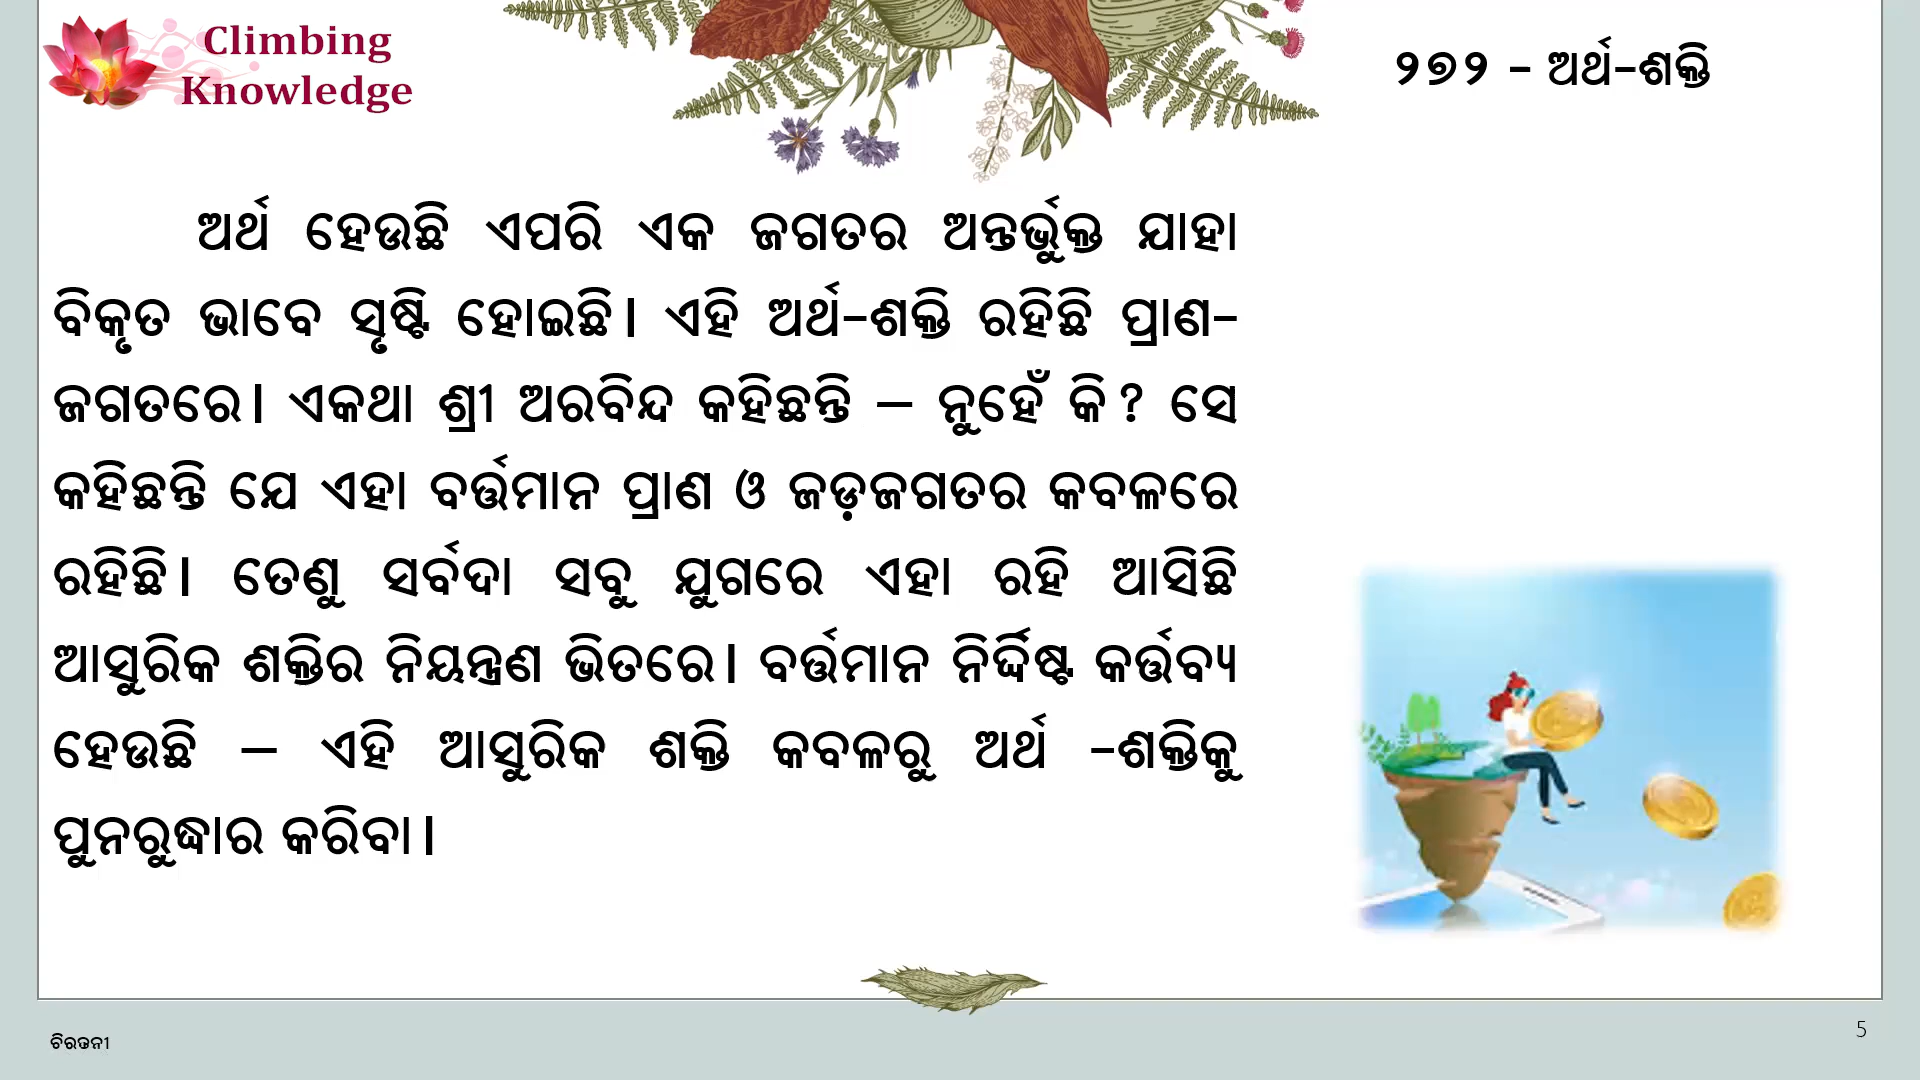 Climbing
Knowledge
୨୭୨ - ଅର୍ଥ-ଶକ୍ତି
ଅର୍ଥ ହେଉଛି ଏପରି ଏକ ଜଗତର ଅନ୍ତର୍ଭୁକ୍ତ ଯାହା
ବିକୃତ ଭାବେ ସୃଷ୍ଟି ହୋଇଛି। ଏହି ଅର୍ଥ-ଶକ୍ତି ରହିଛି ପ୍ରାଣ-
ଜଗତରେ। ଏକଥା ଶ୍ରୀ ଅରବିନ୍ଦ କହିଛନ୍ତି – ନୁହେଁ କି? ସେ
କହିଛନ୍ତି ଯେ ଏହା ବର୍ତ୍ତମାନ ପ୍ରାଣ ଓ ଜଡ଼ଜଗତର କବଳରେ
ରହିଛି। ତେଣୁ ସର୍ବଦା ସବୁ ଯୁଗରେ ଏହା ରହି ଆସିଛି
ଆସୁରିକ ଶକ୍ତିର ନିୟନ୍ତ୍ରଣ ଭିତରେ। ବର୍ତ୍ତମାନ ନିର୍ଦ୍ଦିଷ୍ଟ କର୍ତ୍ତବ୍ୟ
ହେଉଛି – ଏହି ଆସୁରିକ ଶକ୍ତି କବଳରୁ ଅର୍ଥ -ଶକ୍ତିକୁ
ପୁନରୁଦ୍ଧାର କରିବା।
ଚିରନ୍ତନୀ
5